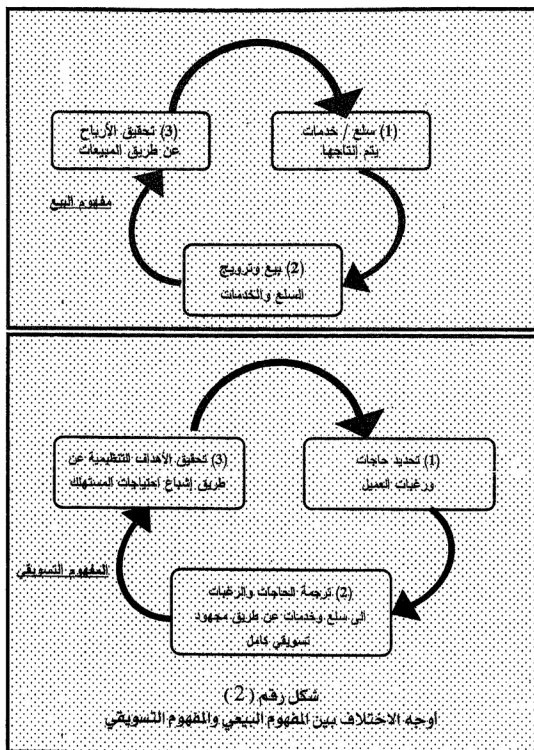 (1) سلع / خدمات
يتم إنتاجها
(2) بيع وترويج
السلع والخدمات
(3) تحقيق الأرباح
عن طريق المبيعات
مفهوم البيع
(1) تحديد حاجات
ورغبات العميل
(2) ترجمة الحاجات والرغبات
الى سلع وخدمات عن طريق مجهود
تسويقي كامل
(3) تحقيق الأهداف التنظيمية عن
طريق إشباع احتياجات المستهلك
المفهوم التسويقي
شكل رقم (2)
أوجه الاختلاف بين المفهوم البيعي والمفهوم التسويقي